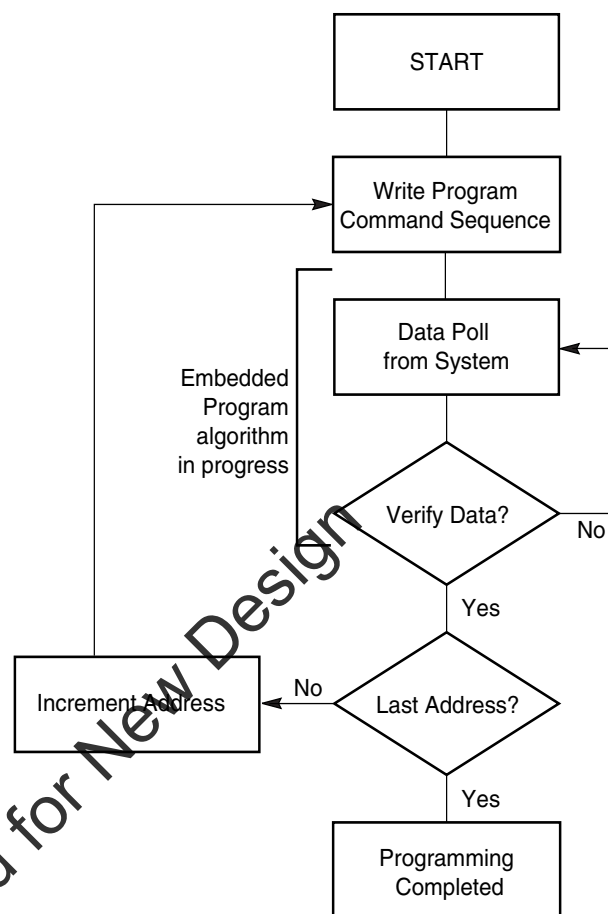 START
Write Program
Command Sequence
Data Poll
from System
Embedded
Program
algorithm
in progress
Verify Data?
No
Yes
Increment Address
No
Last Address?
Yes
Programming
Completed
for New Design